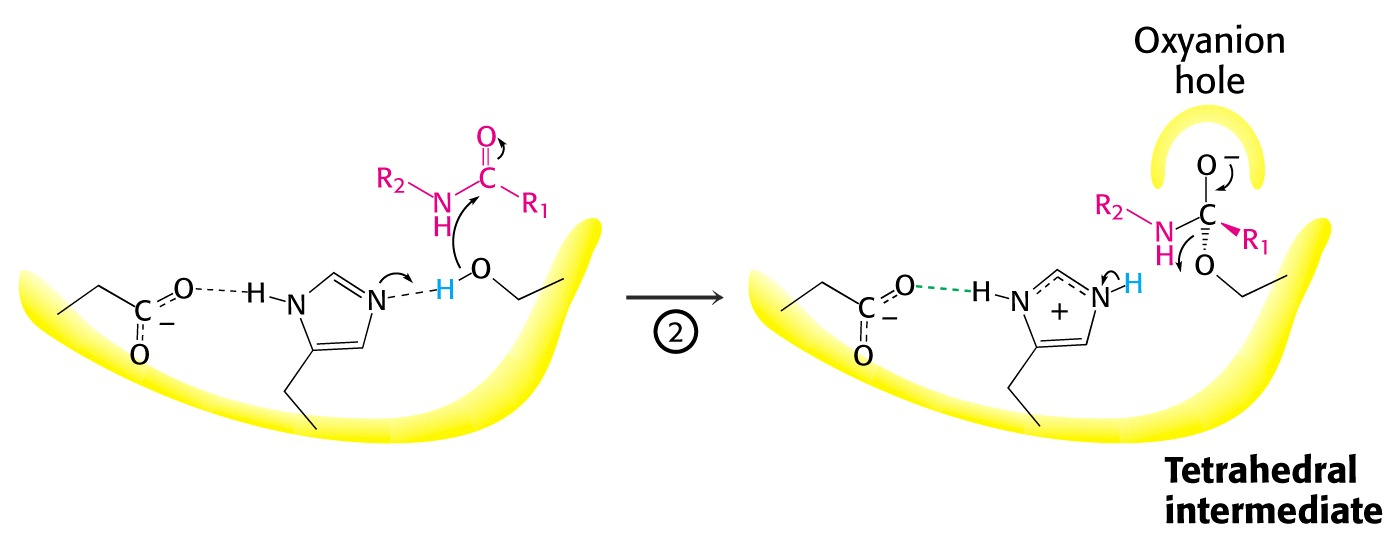 Oxyanion
hole
O
R₂
C
N
H
R₁
O
H
O
C
−
O
H
N
N
H
O
2
O −
R₂
C
N
H
R₁
O
O
C
−
O
H
N
+
N
H
Tetrahedral
intermediate